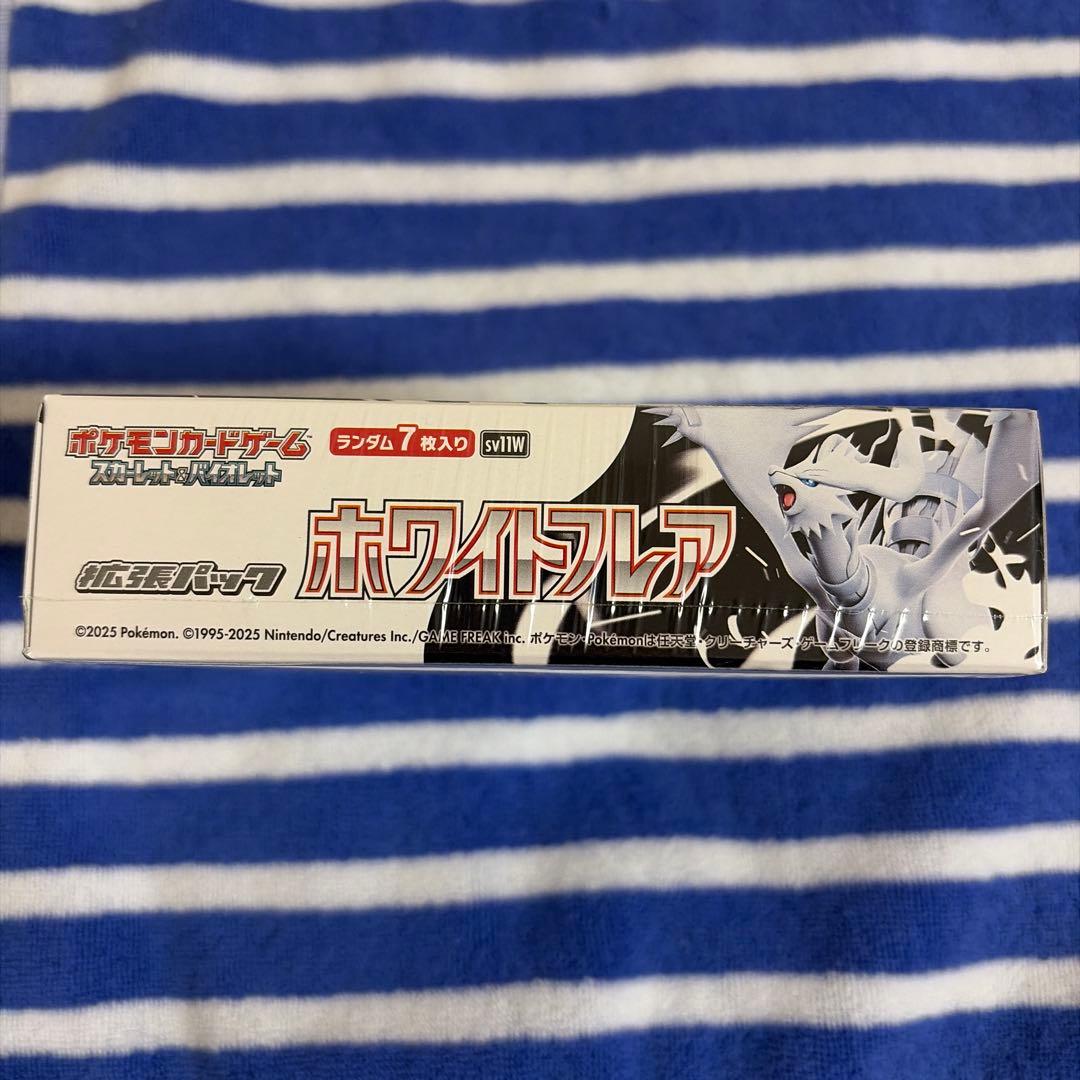 ポケモンカードゲーム™
スカーレット&バイオレット
ランダム7枚入り
sv11W
拡張パック
ホワイトフレア
©2025 Pokémon. ©1995-2025 Nintendo/Creatures Inc./GAME FREAK inc. ポケモン・Pokémonは任天堂・クリーチャーズ・ゲームフリークの登録商標です。